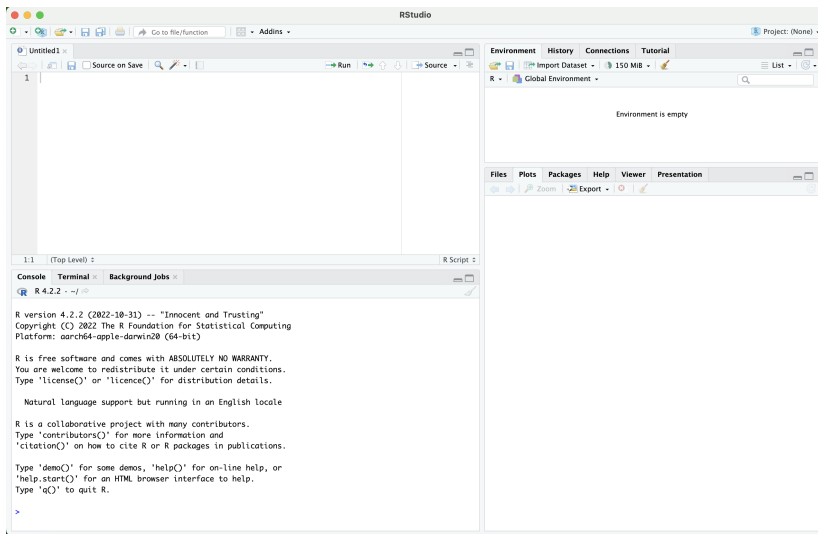 RStudio
Go to file/function
Addins
Project: (None)
Untitled1
Source on Save
Run
Source
1
1:1 (Top Level)
R Script
Console Terminal Background Jobs
R 4.2.2 · ~/
R version 4.2.2 (2022-10-31) -- "Innocent and Trusting"
Copyright (C) 2022 The R Foundation for Statistical Computing
Platform: aarch64-apple-darwin20 (64-bit)
R is free software and comes with ABSOLUTELY NO WARRANTY.
You are welcome to redistribute it under certain conditions.
Type 'license()' or 'licence()' for distribution details.
Natural language support but running in an English locale
R is a collaborative project with many contributors.
Type 'contributors()' for more information and
'citation()' on how to cite R or R packages in publications.
Type 'demo()' for some demos, 'help()' for on-line help, or
'help.start()' for an HTML browser interface to help.
Type 'q()' to quit R.
>
Environment History Connections Tutorial
Import Dataset 150 MiB List
R Global Environment
Environment is empty
Files Plots Packages Help Viewer Presentation
Zoom Export